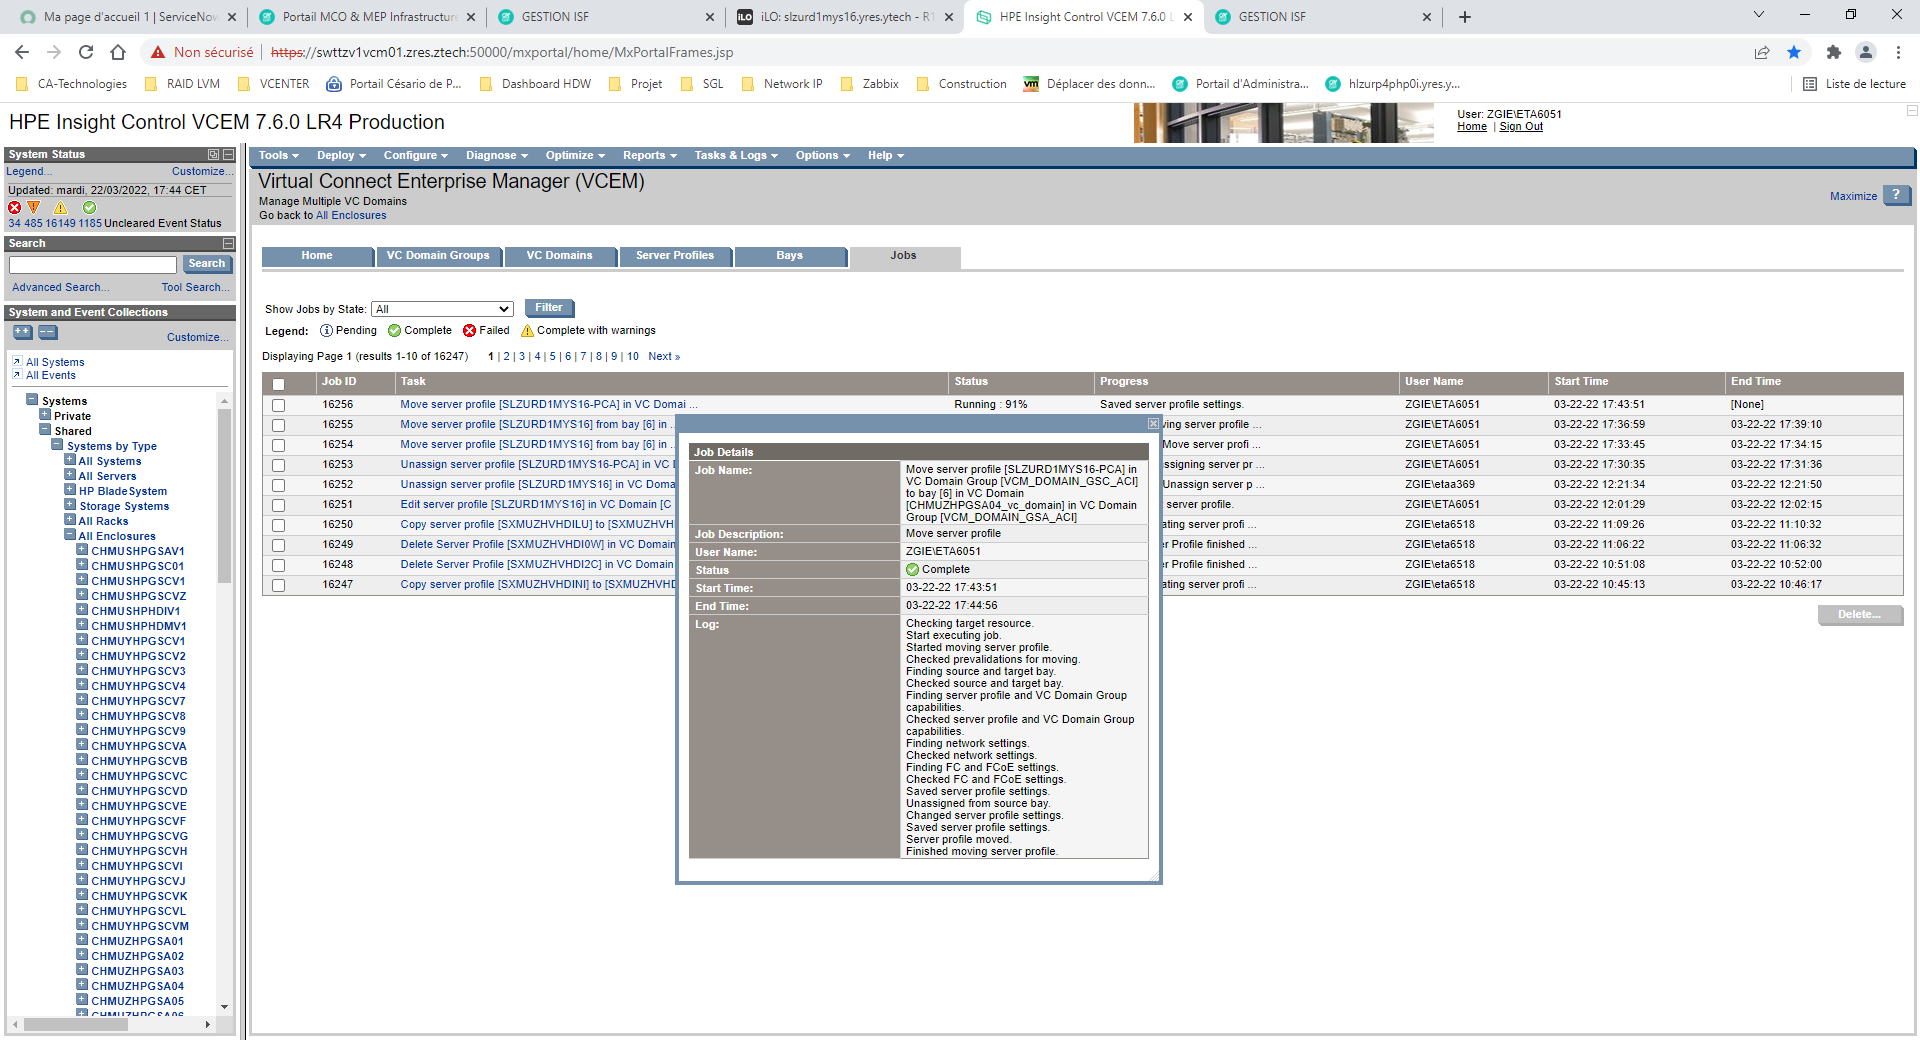 Ma page d'accueil 1 | ServiceNow
Portail MCO & MEP Infrastructure
GESTION ISF
iLO: slzurd1mys16.yres.ytech - R1
HPE Insight Control VCEM 7.6.0 L
GESTION ISF
Non sécurisé
https://swttzv1vcm01.zres.ztech:50000/mxportal/home/MxPortalFrames.jsp
CA-Technologies
RAID LVM
VCENTER
Portail Césario de P...
Dashboard HDW
Projet
SGL
Network IP
Zabbix
Construction
Déplacer des donn...
Portail d'Administra...
hlzurp4php0i.yres.y...
Liste de lecture
HPE Insight Control VCEM 7.6.0 LR4 Production
User: ZGIE\ETA6051
Home | Sign Out
System Status
Legend...
Customize...
Updated: mardi, 22/03/2022, 17:44 CET
34 485 16149 1185 Uncleared Event Status
Search
Search
Advanced Search...
Tool Search...
System and Event Collections
Customize...
All Systems
All Events
Systems
Private
Shared
Systems by Type
All Systems
All Servers
HP BladeSystem
Storage Systems
All Racks
All Enclosures
CHMUSHPGSAV1
CHMUSHPGSC01
CHMUSHPGSCV1
CHMUSHPGSCVZ
CHMUSHPHDIV1
CHMUSHPHDMV1
CHMUYHPGSCV1
CHMUYHPGSCV2
CHMUYHPGSCV3
CHMUYHPGSCV4
CHMUYHPGSCV7
CHMUYHPGSCV8
CHMUYHPGSCV9
CHMUYHPGSCVA
CHMUYHPGSCVB
CHMUYHPGSCVC
CHMUYHPGSCVD
CHMUYHPGSCVE
CHMUYHPGSCVF
CHMUYHPGSCVG
CHMUYHPGSCVH
CHMUYHPGSCVI
CHMUYHPGSCVJ
CHMUYHPGSCVK
CHMUYHPGSCVL
CHMUYHPGSCVM
CHMUZHPGSA01
CHMUZHPGSA02
CHMUZHPGSA03
CHMUZHPGSA04
CHMUZHPGSA05
CHMUZHPGSA06
Tools Deploy Configure Diagnose Optimize Reports Tasks & Logs Options Help
Virtual Connect Enterprise Manager (VCEM)
Manage Multiple VC Domains
Go back to All Enclosures
Maximize ?
Home
VC Domain Groups
VC Domains
Server Profiles
Bays
Jobs
Show Jobs by State: All Filter
Legend: Pending Complete Failed Complete with warnings
Displaying Page 1 (results 1-10 of 16247) 1 | 2 | 3 | 4 | 5 | 6 | 7 | 8 | 9 | 10 Next »
Job ID Task Status Progress User Name Start Time End Time
16256 Move server profile [SLZURD1MYS16-PCA] in VC Domai ... Running : 91% Saved server profile settings. ZGIE\ETA6051 03-22-22 17:43:51 [None]
16255 Move server profile [SLZURD1MYS16] from bay [6] in ... ving server profile ... ZGIE\ETA6051 03-22-22 17:36:59 03-22-22 17:39:10
16254 Move server profile [SLZURD1MYS16] from bay [6] in ... Move server profi ... ZGIE\ETA6051 03-22-22 17:33:45 03-22-22 17:34:15
16253 Unassign server profile [SLZURD1MYS16-PCA] in VC D ssigning server pr ... ZGIE\ETA6051 03-22-22 17:30:35 03-22-22 17:31:36
16252 Unassign server profile [SLZURD1MYS16] in VC Domai Unassign server p ... ZGIE\etaa369 03-22-22 12:21:34 03-22-22 12:21:50
16251 Edit server profile [SLZURD1MYS16] in VC Domain [C server profile. ZGIE\ETA6051 03-22-22 12:01:29 03-22-22 12:02:15
16250 Copy server profile [SXMUZHVHDILU] to [SXMUZHVHD ating server profi ... ZGIE\eta6518 03-22-22 11:09:26 03-22-22 11:10:32
16249 Delete Server Profile [SXMUZHVHDI0W] in VC Domain r Profile finished ... ZGIE\eta6518 03-22-22 11:06:22 03-22-22 11:06:32
16248 Delete Server Profile [SXMUZHVHDI2C] in VC Domain r Profile finished ... ZGIE\eta6518 03-22-22 10:51:08 03-22-22 10:52:00
16247 Copy server profile [SXMUZHVHDINI] to [SXMUZHVHD ating server profi ... ZGIE\eta6518 03-22-22 10:45:13 03-22-22 10:46:17
Delete...
Job Details
Job Name: Move server profile [SLZURD1MYS16-PCA] in
VC Domain Group [VCM_DOMAIN_GSC_ACI]
to bay [6] in VC Domain
[CHMUZHPGSA04_vc_domain] in VC Domain
Group [VCM_DOMAIN_GSA_ACI]
Job Description: Move server profile
User Name: ZGIE\ETA6051
Status Complete
Start Time: 03-22-22 17:43:51
End Time: 03-22-22 17:44:56
Log: Checking target resource.
Start executing job.
Started moving server profile.
Checked prevalidations for moving.
Finding source and target bay.
Checked source and target bay.
Finding server profile and VC Domain Group
capabilities.
Checked server profile and VC Domain Group
capabilities.
Finding network settings.
Checked network settings.
Finding FC and FCoE settings.
Checked FC and FCoE settings.
Saved server profile settings.
Unassigned from source bay.
Changed server profile settings.
Saved server profile settings.
Server profile moved.
Finished moving server profile.